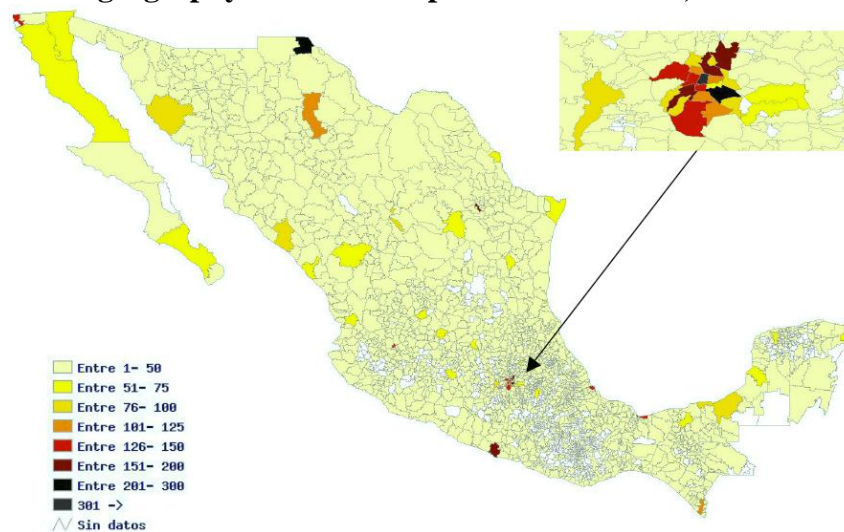 Entre 1- 50
Entre 51- 75
Entre 76- 100
Entre 101- 125
Entre 126- 150
Entre 151- 200
Entre 201- 300
301 ->
Sin datos